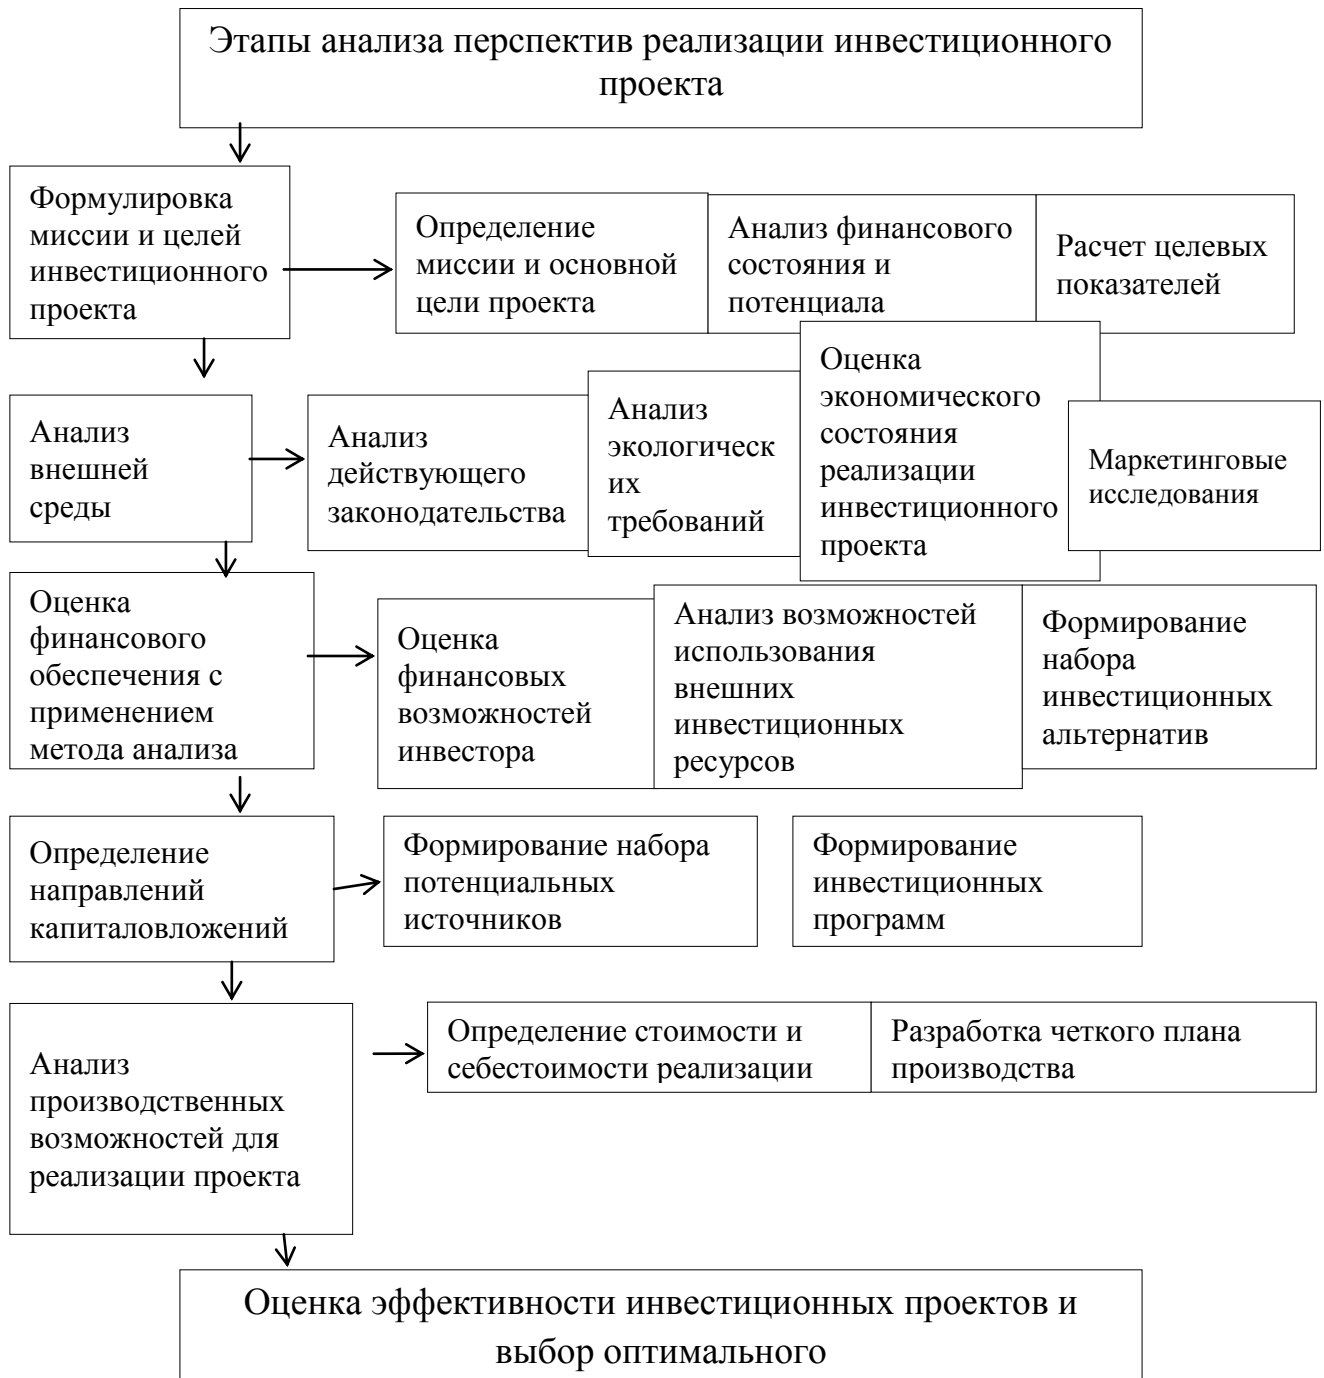 Этапы анализа перспектив реализации инвестиционного
проекта
Формулировка
миссии и целей
инвестиционного
проекта
Определение
миссии и основной
цели проекта
Анализ финансового
состояния и
потенциала
Расчет целевых
показателей
Анализ
внешней
среды
Анализ
действующего
законодательства
Анализ
экологическ
их
требований
Оценка
экономического
состояния
реализации
инвестиционного
проекта
Маркетинговые
исследования
Оценка
финансового
обеспечения с
применением
метода анализа
Оценка
финансовых
возможностей
инвестора
Анализ возможностей
использования
внешних
инвестиционных
ресурсов
Формирование
набора
инвестиционных
альтернатив
Определение
направлений
капиталовложений
Формирование набора
потенциальных
источников
Формирование
инвестиционных
программ
Анализ
производственных
возможностей для
реализации проекта
Определение стоимости и
себестоимости реализации
Разработка четкого плана
производства
Оценка эффективности инвестиционных проектов и
выбор оптимального